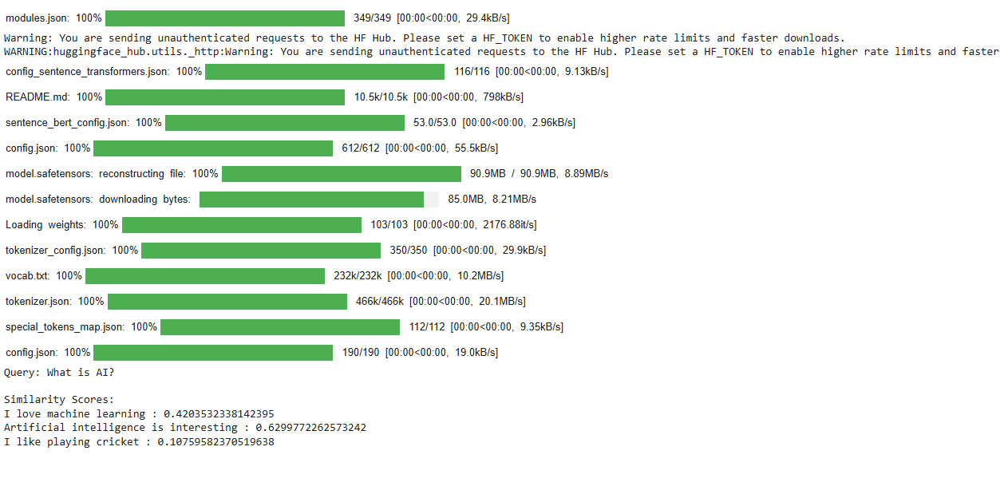 modules.json: 100% 349/349 [00:00<00:00, 29.4kB/s]
Warning: You are sending unauthenticated requests to the HF Hub. Please set a HF_TOKEN to enable higher rate limits and faster downloads.
WARNING:huggingface_hub.utils._http:Warning: You are sending unauthenticated requests to the HF Hub. Please set a HF_TOKEN to enable higher rate limits and faster
config_sentence_transformers.json: 100% 116/116 [00:00<00:00, 9.13kB/s]
README.md: 100% 10.5k/10.5k [00:00<00:00, 798kB/s]
sentence_bert_config.json: 100% 53.0/53.0 [00:00<00:00, 2.96kB/s]
config.json: 100% 612/612 [00:00<00:00, 55.5kB/s]
model.safetensors: reconstructing file: 100% 90.9MB / 90.9MB, 8.89MB/s
model.safetensors: downloading bytes: 85.0MB, 8.21MB/s
Loading weights: 100% 103/103 [00:00<00:00, 2176.88it/s]
tokenizer_config.json: 100% 350/350 [00:00<00:00, 29.9kB/s]
vocab.txt: 100% 232k/232k [00:00<00:00, 10.2MB/s]
tokenizer.json: 100% 466k/466k [00:00<00:00, 20.1MB/s]
special_tokens_map.json: 100% 112/112 [00:00<00:00, 9.35kB/s]
config.json: 100% 190/190 [00:00<00:00, 19.0kB/s]
Query: What is AI?
Similarity Scores:
I love machine learning : 0.4203532338142395
Artificial intelligence is interesting : 0.6299772262573242
I like playing cricket : 0.10759582370519638